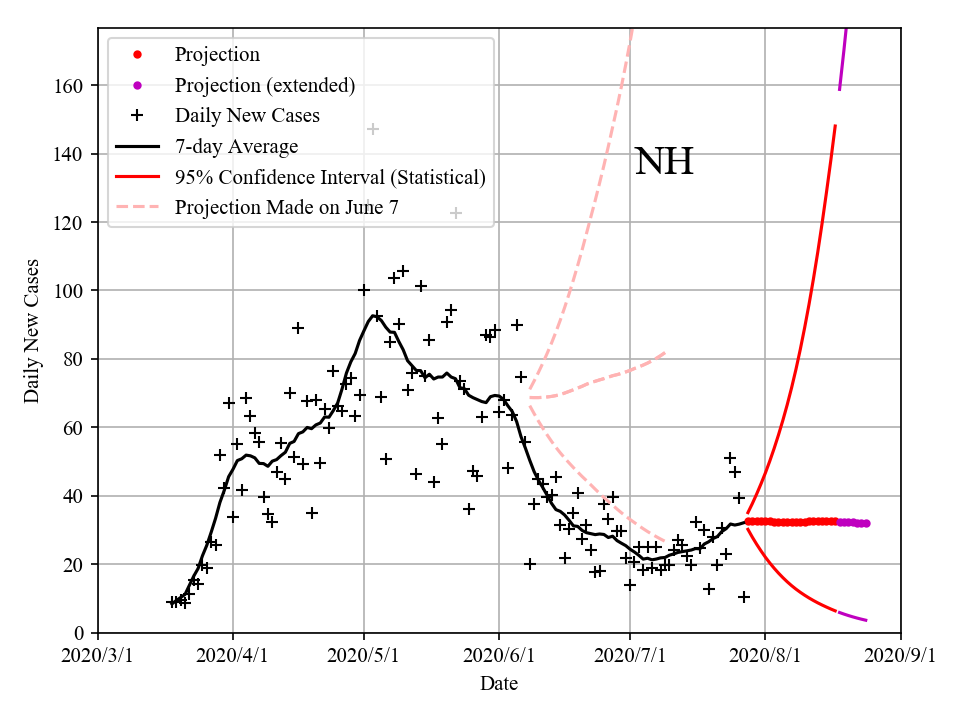 Projection
Projection (extended)
Daily New Cases
7-day Average
95% Confidence Interval (Statistical)
Projection Made on June 7
NH
Daily New Cases
160
140
120
100
80
60
40
20
0
2020/3/1 2020/4/1 2020/5/1 2020/6/1 2020/7/1 2020/8/1 2020/9/1
Date